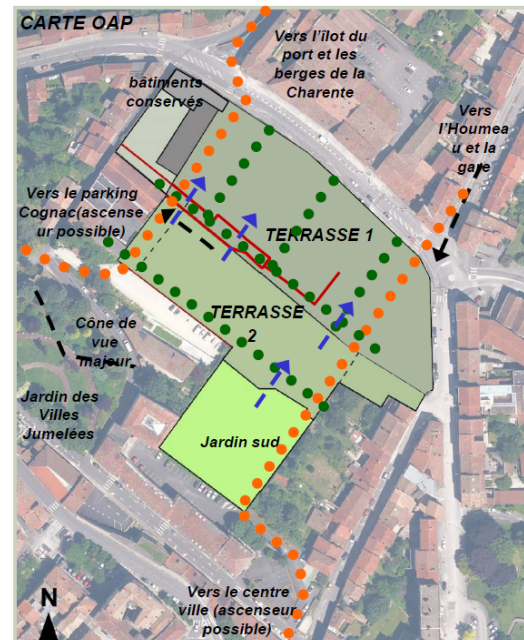 CARTE OAP
Vers l'îlot du
port et les
berges de la
Charente
bâtiments
conservés
Vers
l'Houmea
u et la
gare
Vers le parking
Cognac(ascense
ur possible)
TERRASSE 1
TERRASSE
2
Cône de
vue
majeur
Jardin des
Villes
Jumelées
Jardin sud
Vers le centre
ville (ascenseur
possible)
N